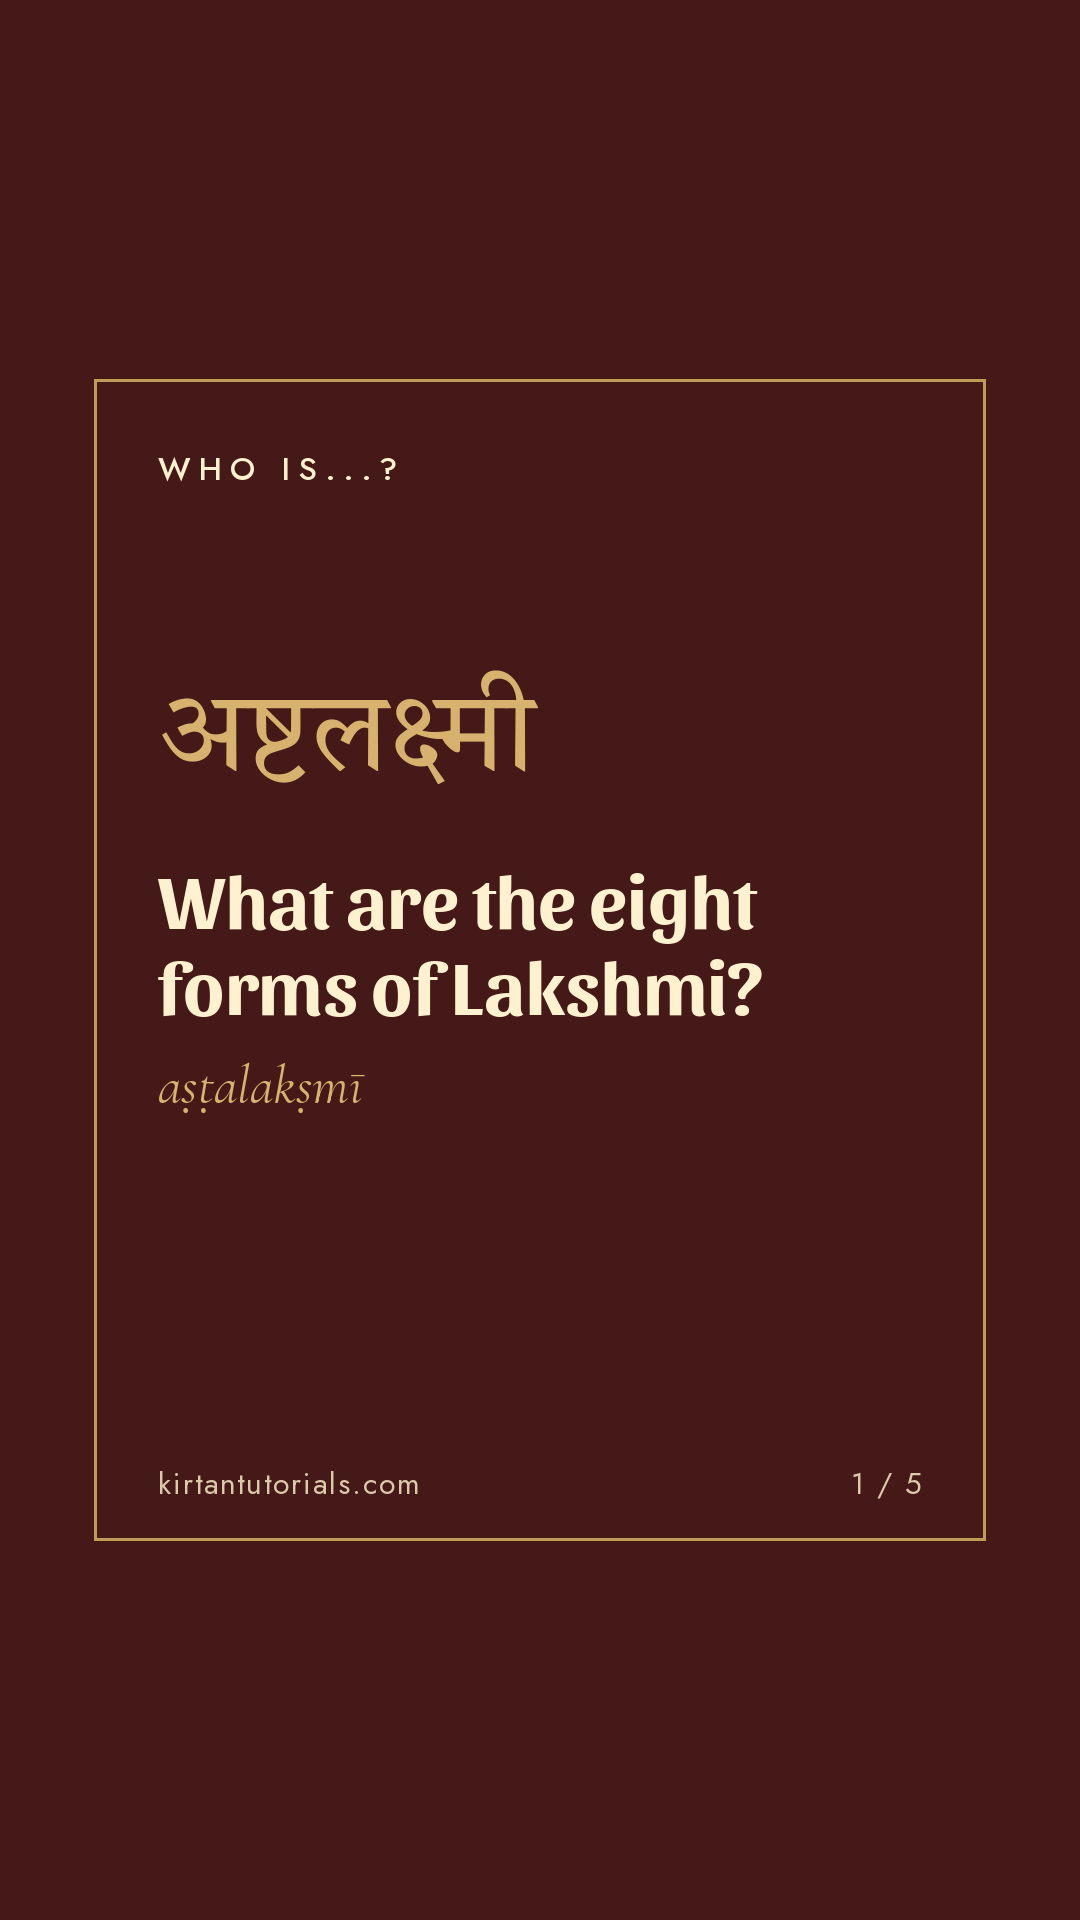 WHO IS...?
अष्टलक्ष्मी
What are the eight
forms of Lakshmi?
aṣṭalakṣmī
kirtantutorials.com
1 / 5